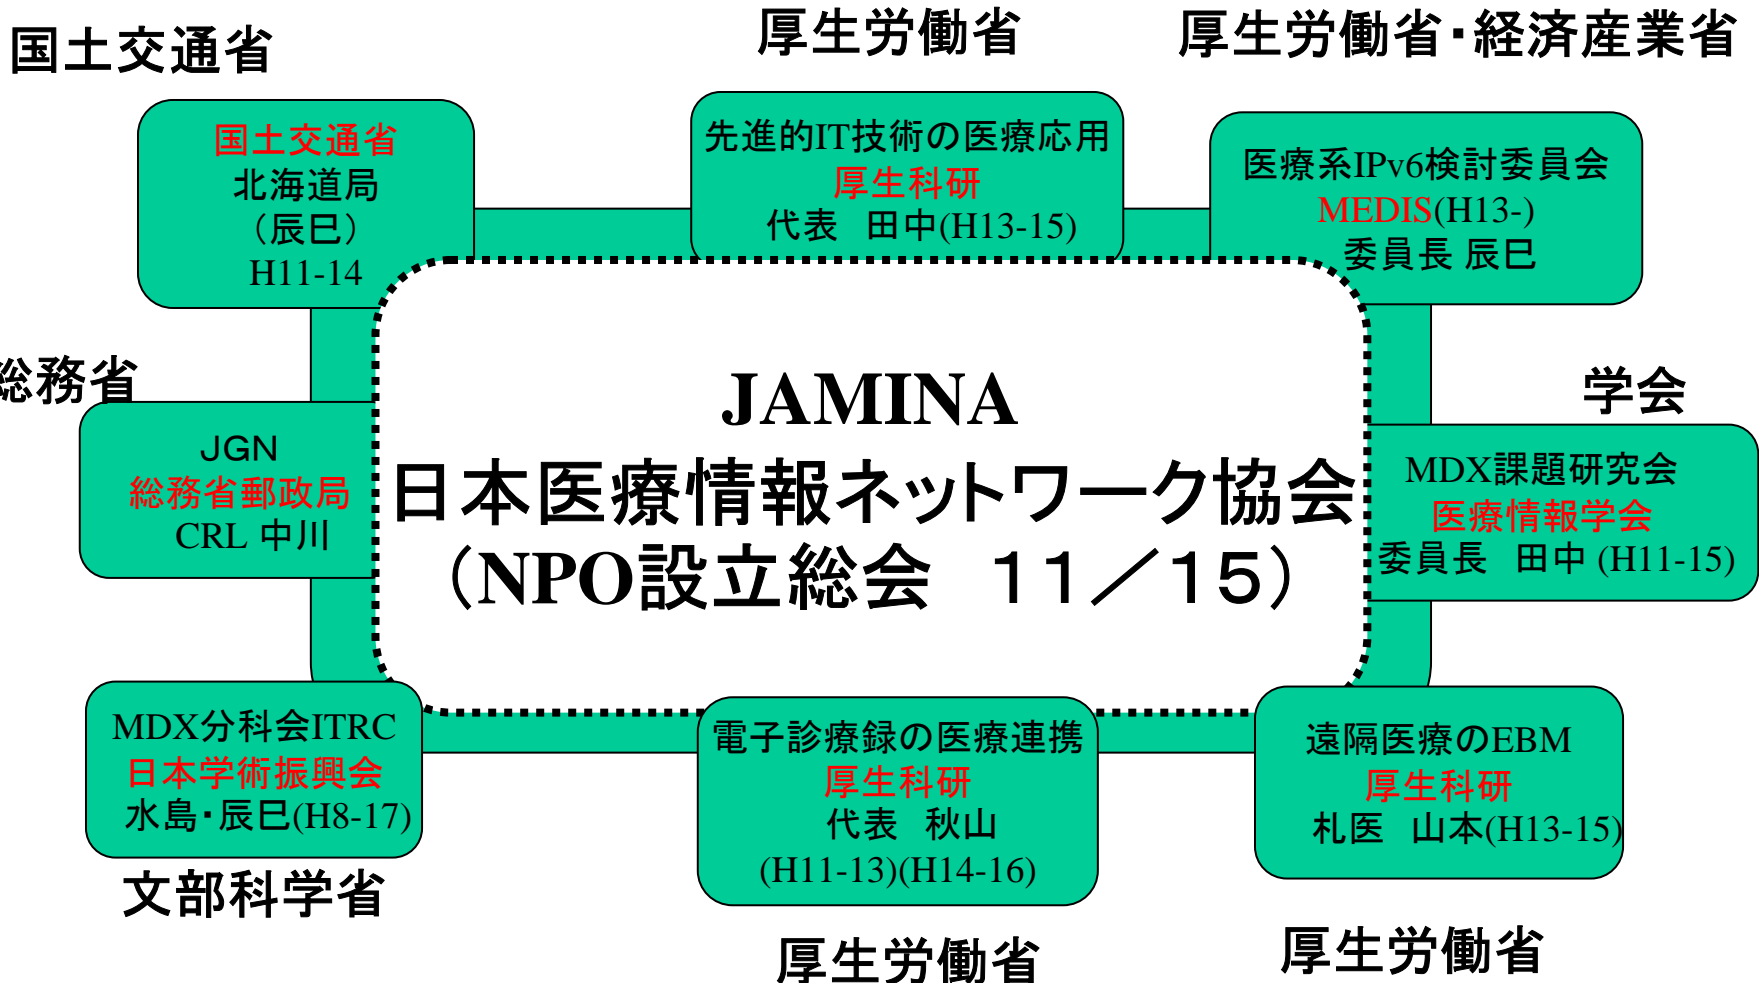 国土交通省
厚生労働省
厚生労働省・経済産業省
国土交通省
北海道局
（辰巳）
H11-14
先進的IT技術の医療応用
厚生科研
代表　田中(H13-15)
医療系IPv6検討委員会
MEDIS(H13-)
委員長 辰巳
総務省
JGN
総務省郵政局
CRL 中川
JAMINA
日本医療情報ネットワーク協会
（NPO設立総会　１１／１５）
学会
MDX課題研究会
医療情報学会
委員長　田中 (H11-15)
MDX分科会ITRC
日本学術振興会
水島・辰巳(H8-17)
文部科学省
電子診療録の医療連携
厚生科研
代表　秋山
(H11-13)(H14-16)
厚生労働省
遠隔医療のEBM
厚生科研
札医　山本(H13-15)
厚生労働省